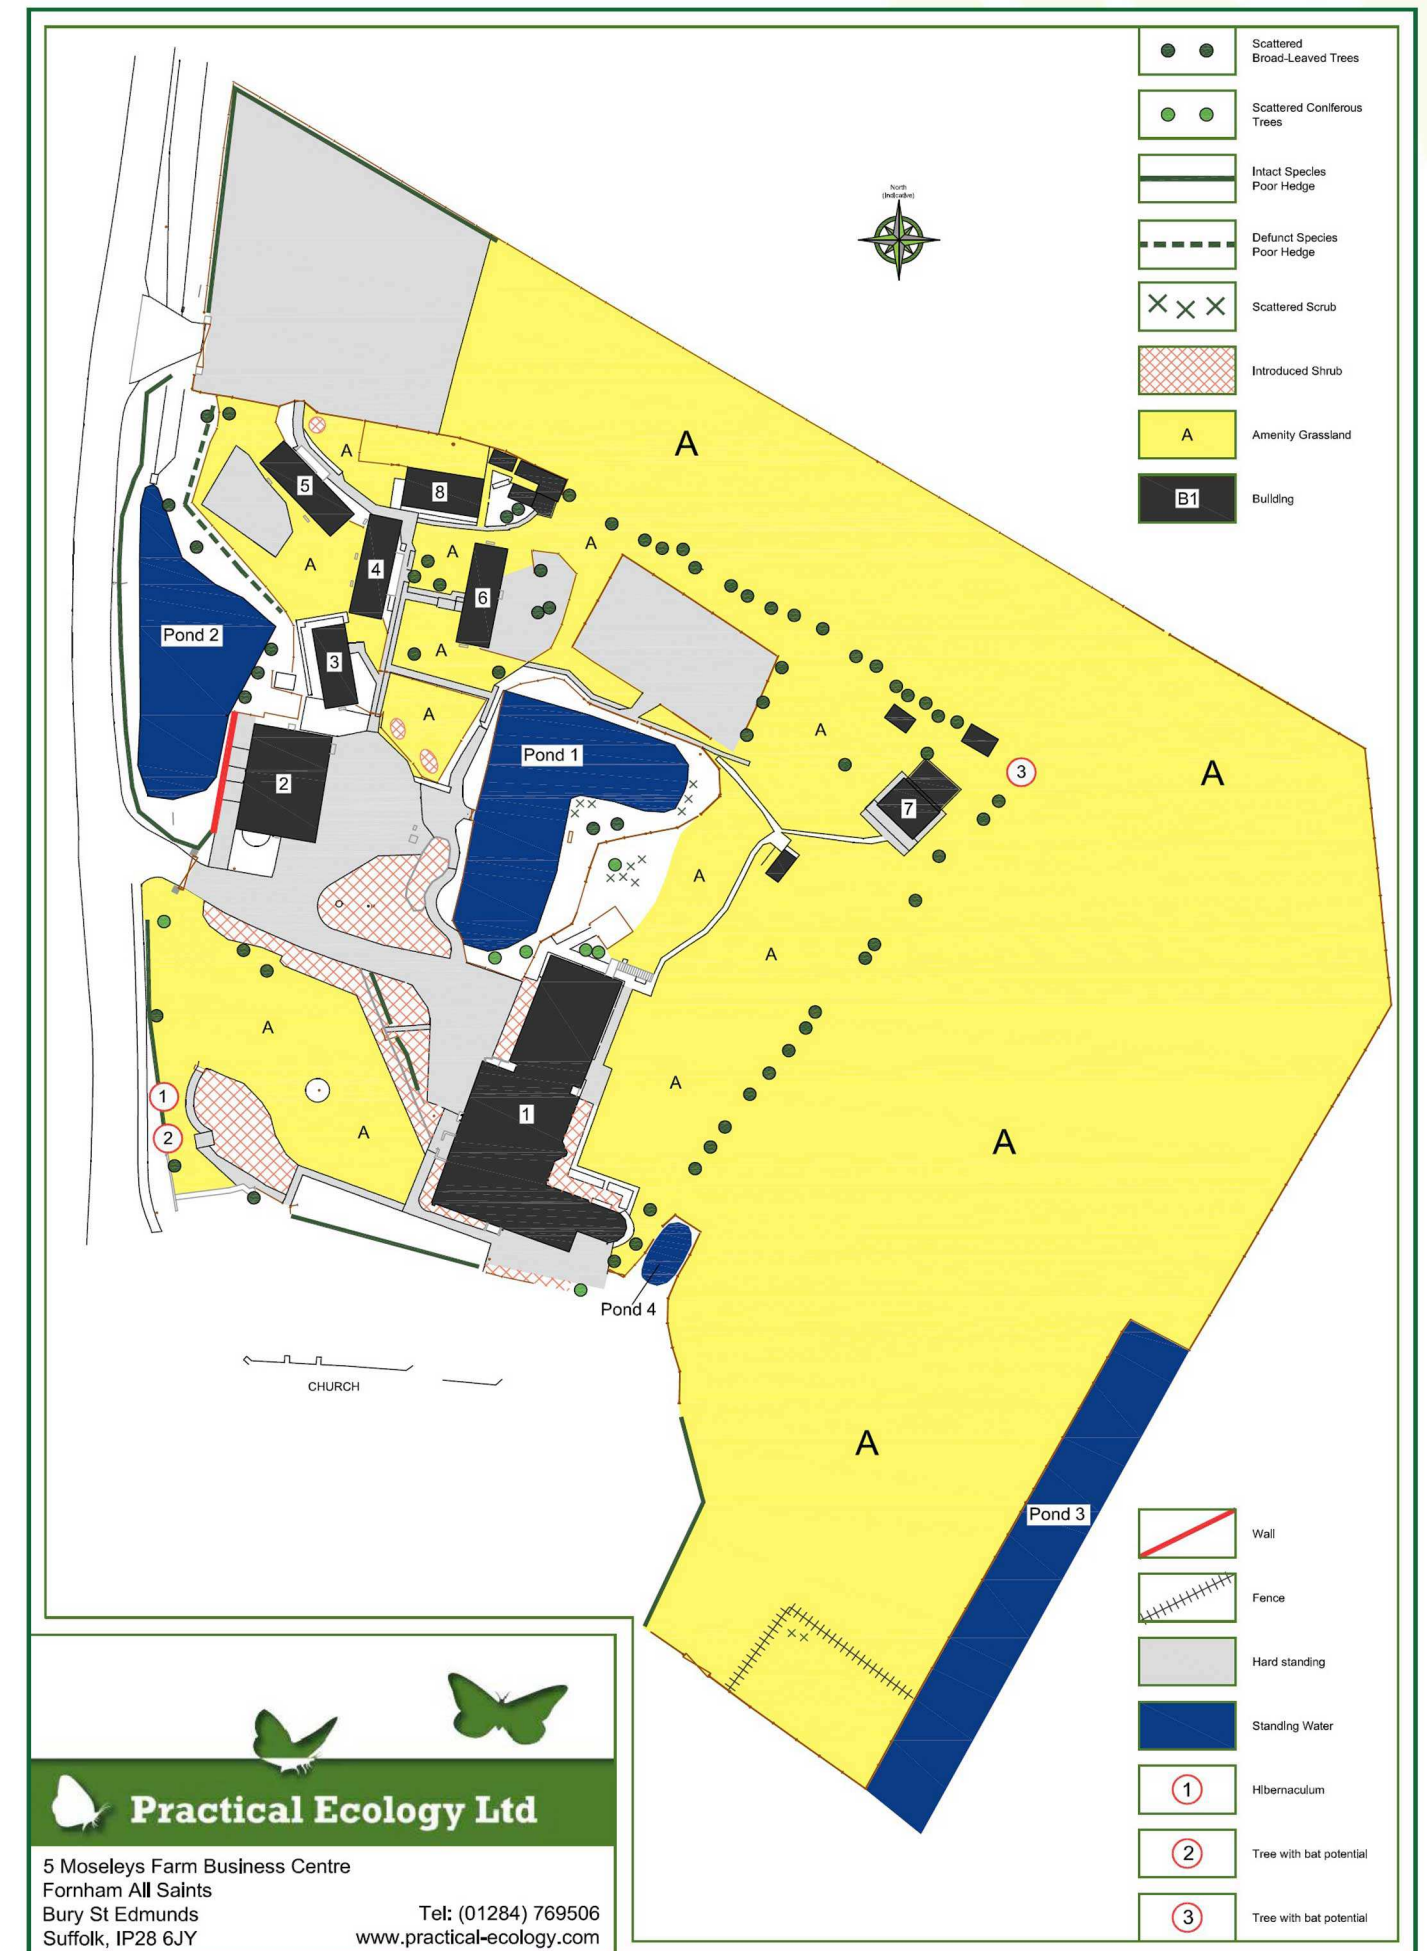 Scattered
Broad-Leaved Trees
Scattered Coniferous
Trees
Intact Species
Poor Hedge
North
(Indicative)
Defunct Species
Poor Hedge
Scattered Scrub
Introduced Shrub
A
A
Amenity Grassland
A
5
8
B1
Building
A
A
A
4
6
Pond 2
A
3
A
A
Pond 1
3
A
2
7
A
A
A
A
1
A
1
2
A
A
Pond 4
CHURCH
A
Pond 3
Wall
Fence
Hard standing
Standing Water
1
Hibernaculum
2
Tree with bat potential
3
Tree with bat potential
Practical Ecology Ltd
5 Moseleys Farm Business Centre
Fornham All Saints
Bury St Edmunds
Tel: (01284) 769506
Suffolk, IP28 6JY
www.practical-ecology.com